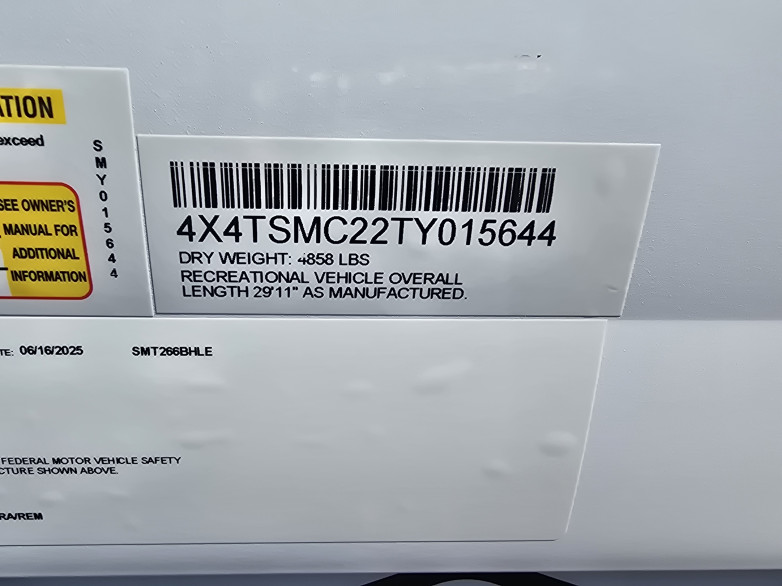 ATION
exceed
SEE OWNER'S
MANUAL FOR
ADDITIONAL
INFORMATION
SMY015644
4X4TSMC22TY015644
DRY WEIGHT: 4858 LBS
RECREATIONAL VEHICLE OVERALL
LENGTH 29'11" AS MANUFACTURED.
TE: 06/16/2025 SMT266BHLE
FEDERAL MOTOR VEHICLE SAFETY
CTURE SHOWN ABOVE.
RA/REM